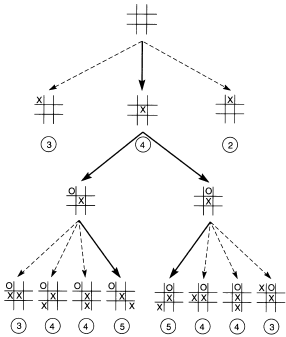 X X X
3 4 2
O O
X X
O O O O O O O X O
X X X X X X X X X X
X X X X X
3 4 4 5 5 4 4 3